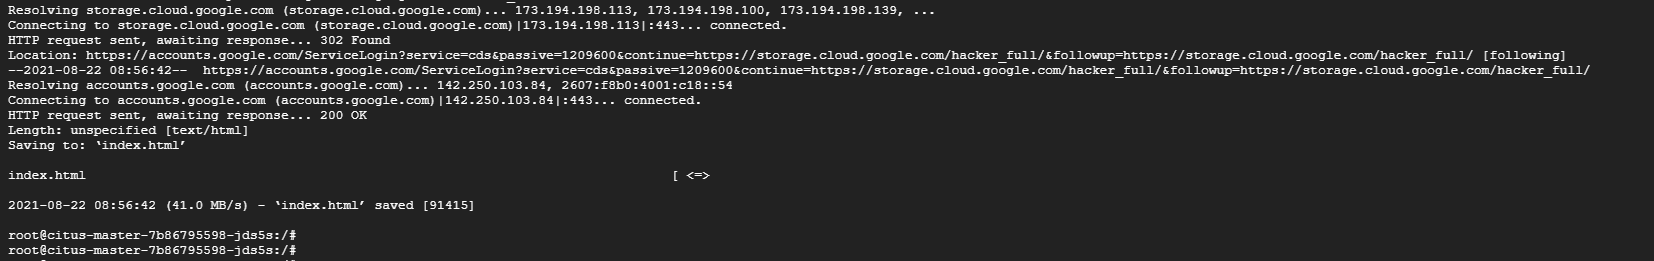 Resolving storage.cloud.google.com (storage.cloud.google.com)... 173.194.198.113, 173.194.198.100, 173.194.198.139, ...
Connecting to storage.cloud.google.com (storage.cloud.google.com)|173.194.198.113|:443... connected.
HTTP request sent, awaiting response... 302 Found
Location: https://accounts.google.com/ServiceLogin?service=cds&passive=1209600&continue=https://storage.cloud.google.com/hacker_full/&followup=https://storage.cloud.google.com/hacker_full/ [following]
--2021-08-22 08:56:42--  https://accounts.google.com/ServiceLogin?service=cds&passive=1209600&continue=https://storage.cloud.google.com/hacker_full/&followup=https://storage.cloud.google.com/hacker_full/
Resolving accounts.google.com (accounts.google.com)... 142.250.103.84, 2607:f8b0:4001:c18::54
Connecting to accounts.google.com (accounts.google.com)|142.250.103.84|:443... connected.
HTTP request sent, awaiting response... 200 OK
Length: unspecified [text/html]
Saving to: ‘index.html’
index.html [ <=>
2021-08-22 08:56:42 (41.0 MB/s) - ‘index.html’ saved [91415]
root@citus-master-7b86795598-jds5s:/#
root@citus-master-7b86795598-jds5s:/#